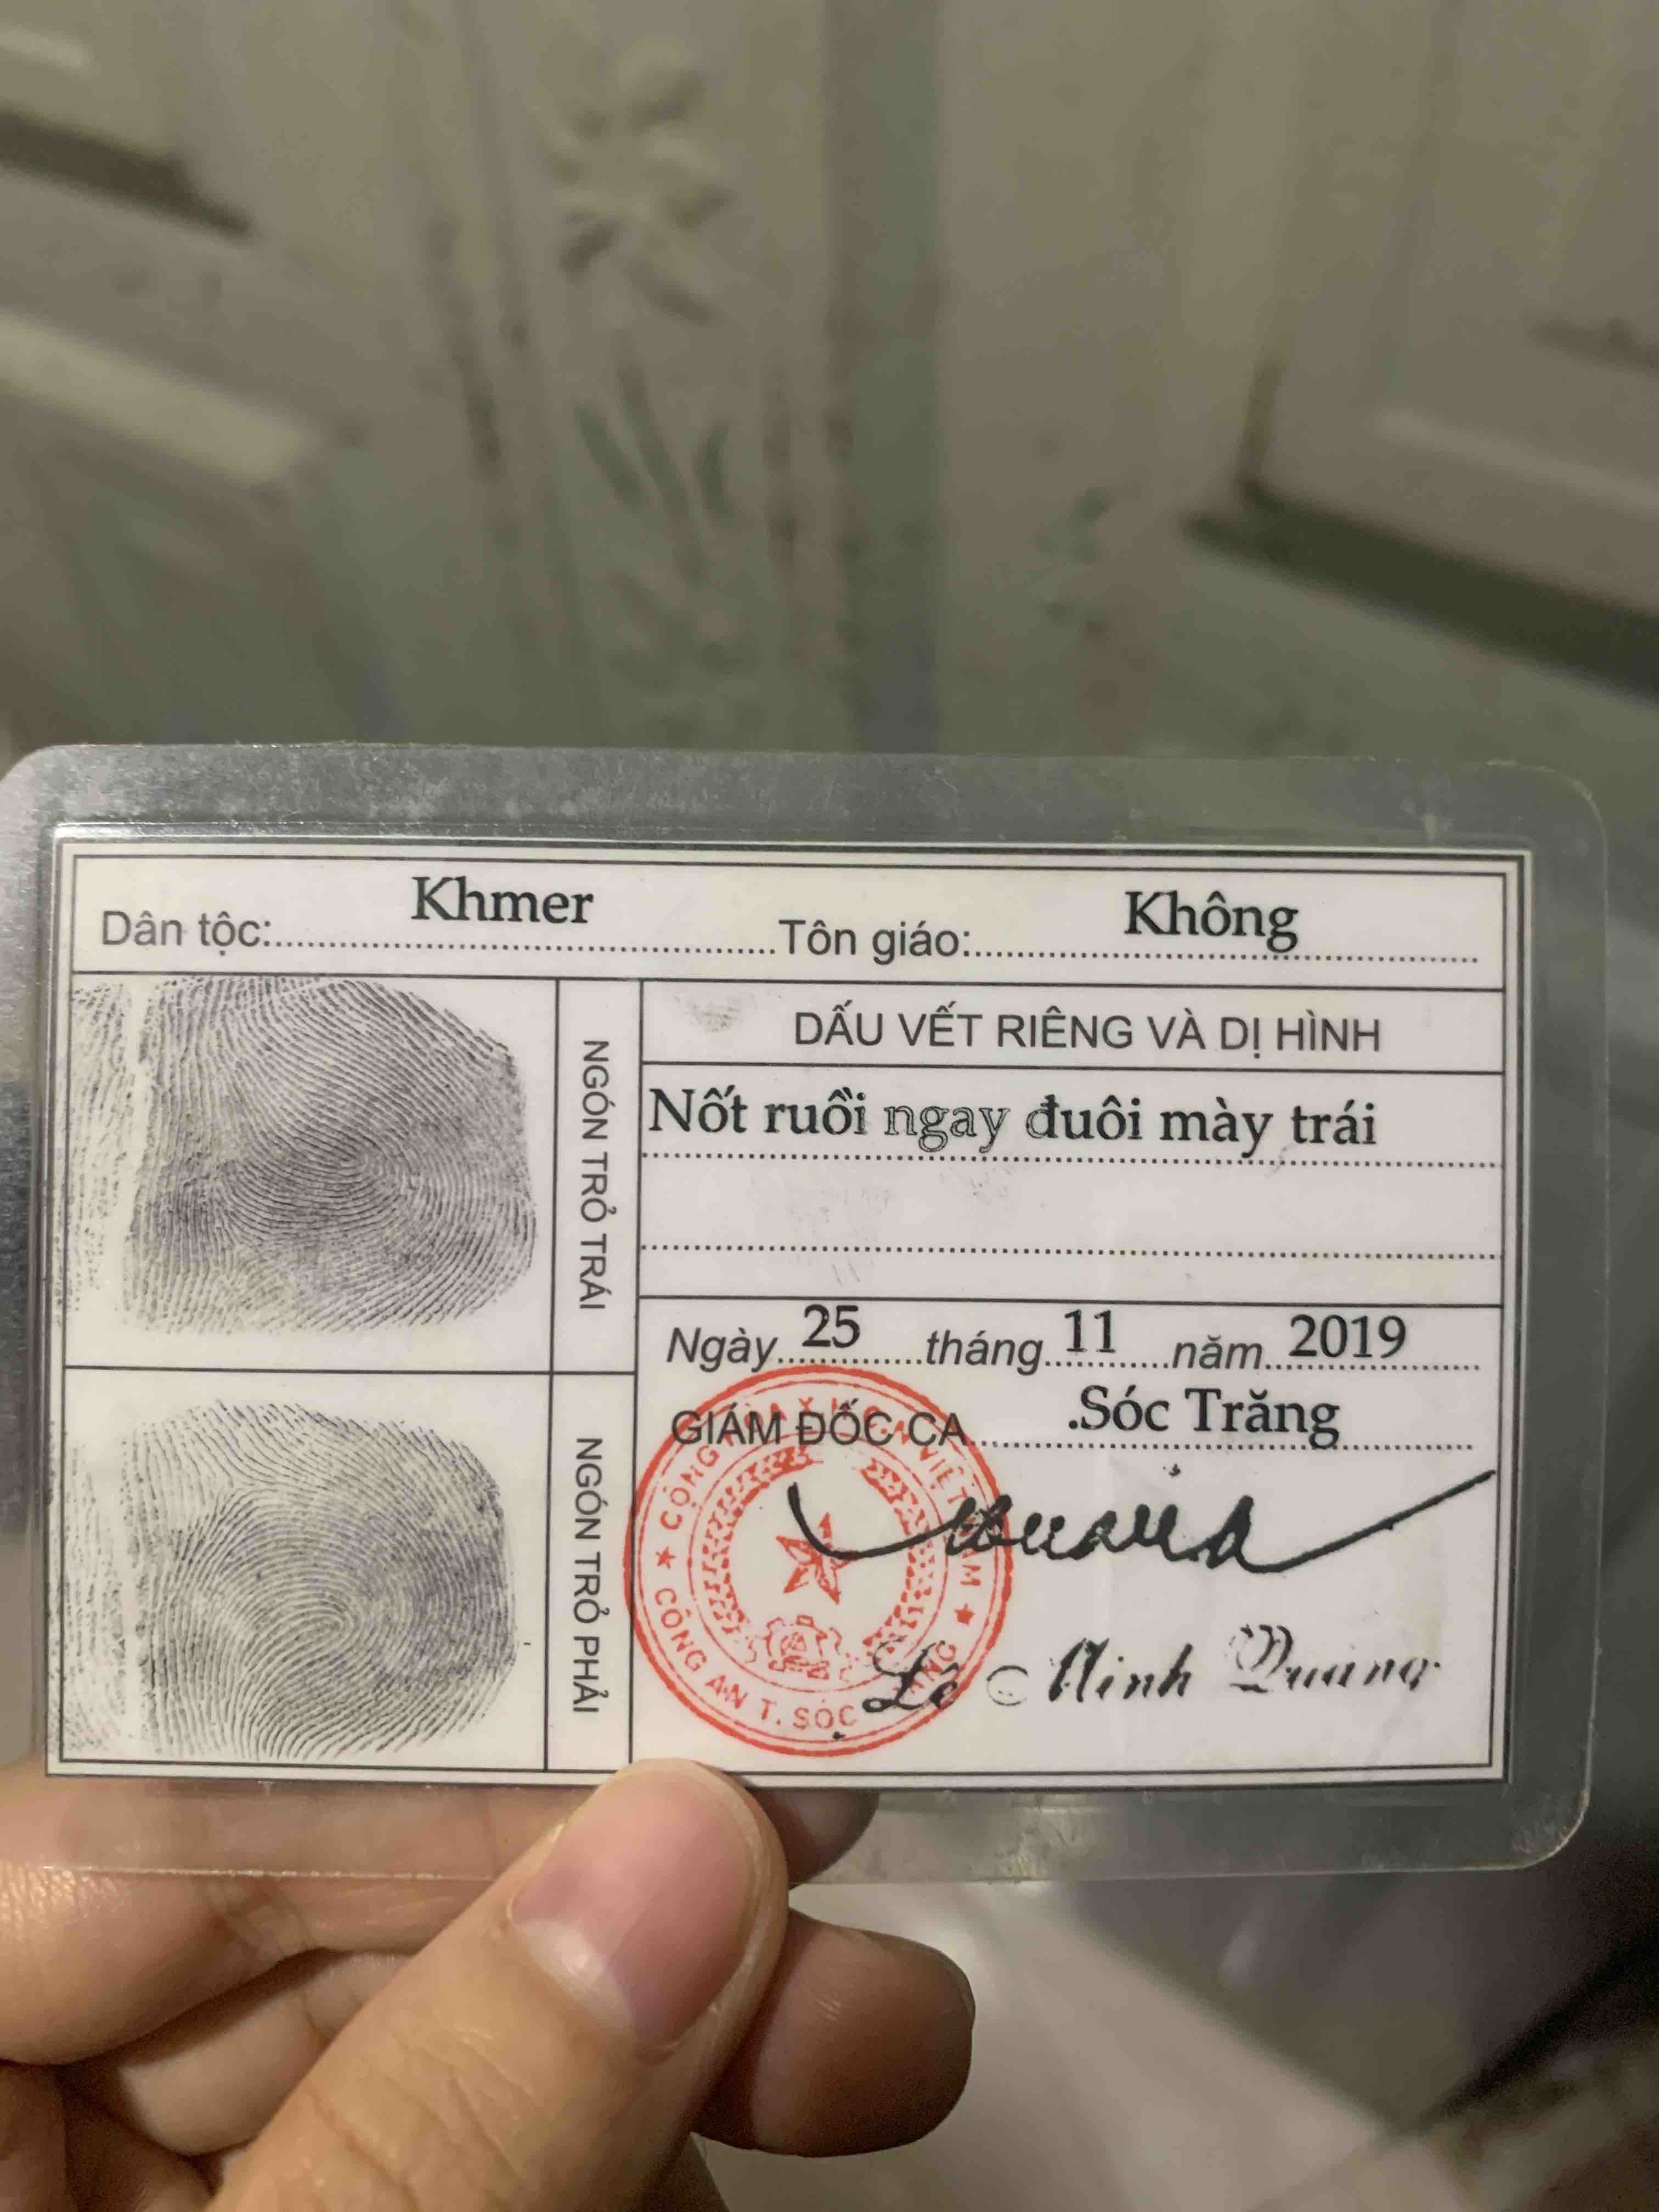 Dân tộc: Khmer Tôn giáo: Không
DẤU VẾT RIÊNG VÀ DỊ HÌNH
Nốt ruồi ngay đuôi mày trái
NGÓN TRỎ TRÁI
Ngày 25 tháng 11 năm 2019
GIÁM ĐỐC CA .Sóc Trăng
NGÓN TRỎ PHẢI
CÔNG AN T. SÓC
Lê Minh Quang